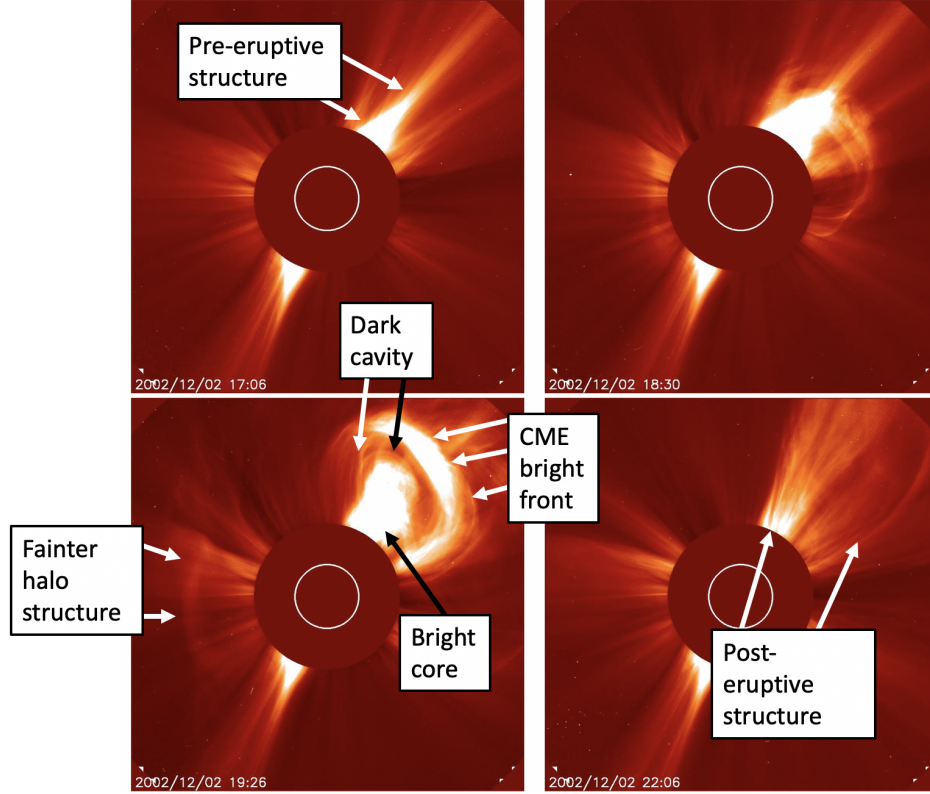 Pre-eruptive
structure
2002/12/02 17:06
2002/12/02 18:30
Dark
cavity
CME
bright
front
Fainter
halo
structure
Bright
core
Post-
eruptive
structure
2002/12/02 19:26
2002/12/02 22:06